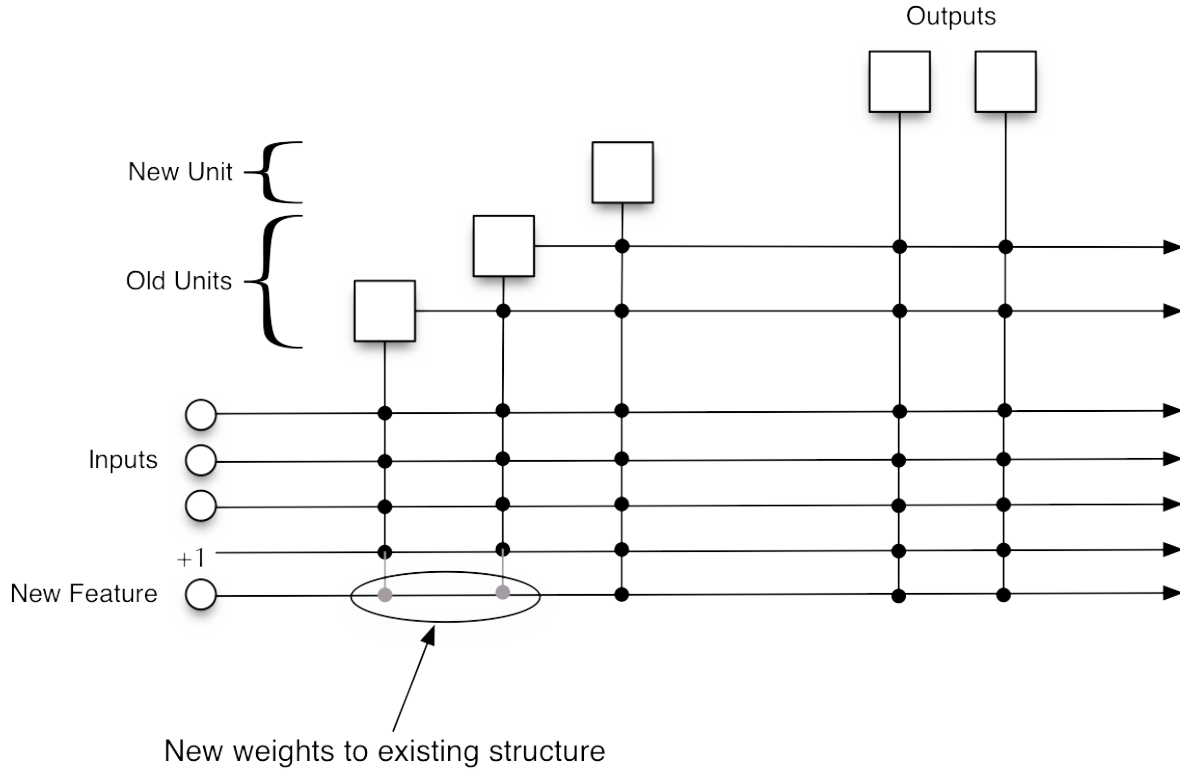 Outputs
New Unit
Old Units
Inputs
+1
New Feature
New weights to existing structure